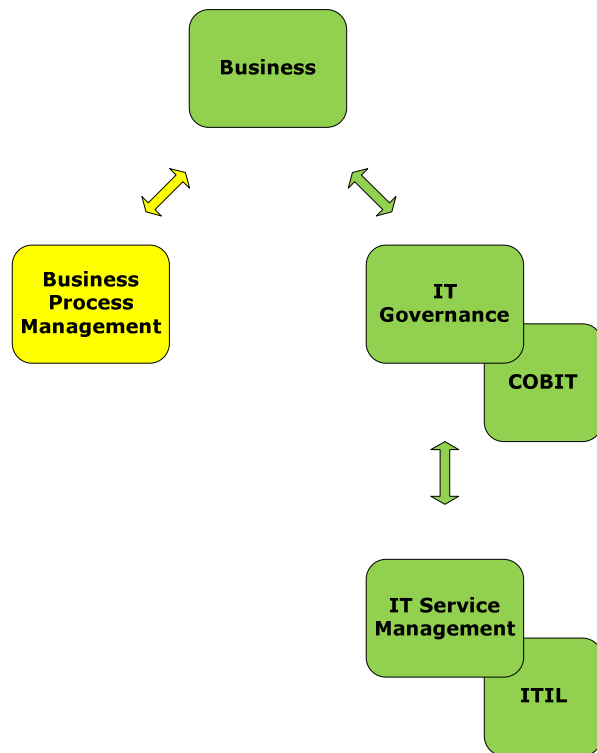 Business
Business
Process
Management
IT
Governance
COBIT
IT Service
Management
ITIL